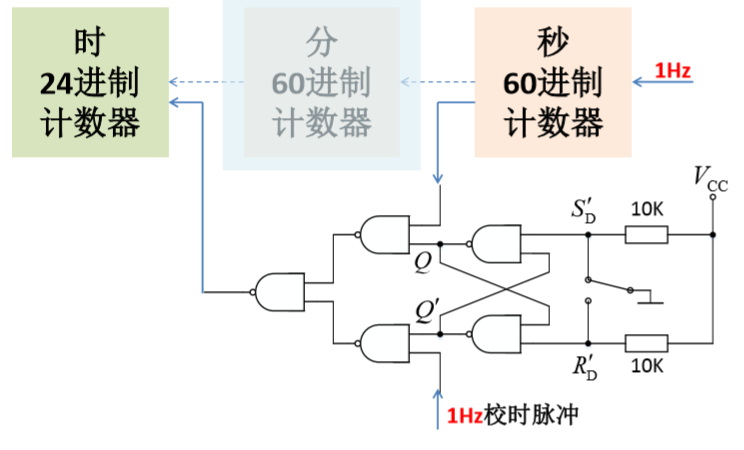 时
24进制
计数器
分
60进制
计数器
秒
60进制
计数器
1Hz
V_CC
S′_D
10K
Q
Q′
R′_D
10K
1Hz校时脉冲